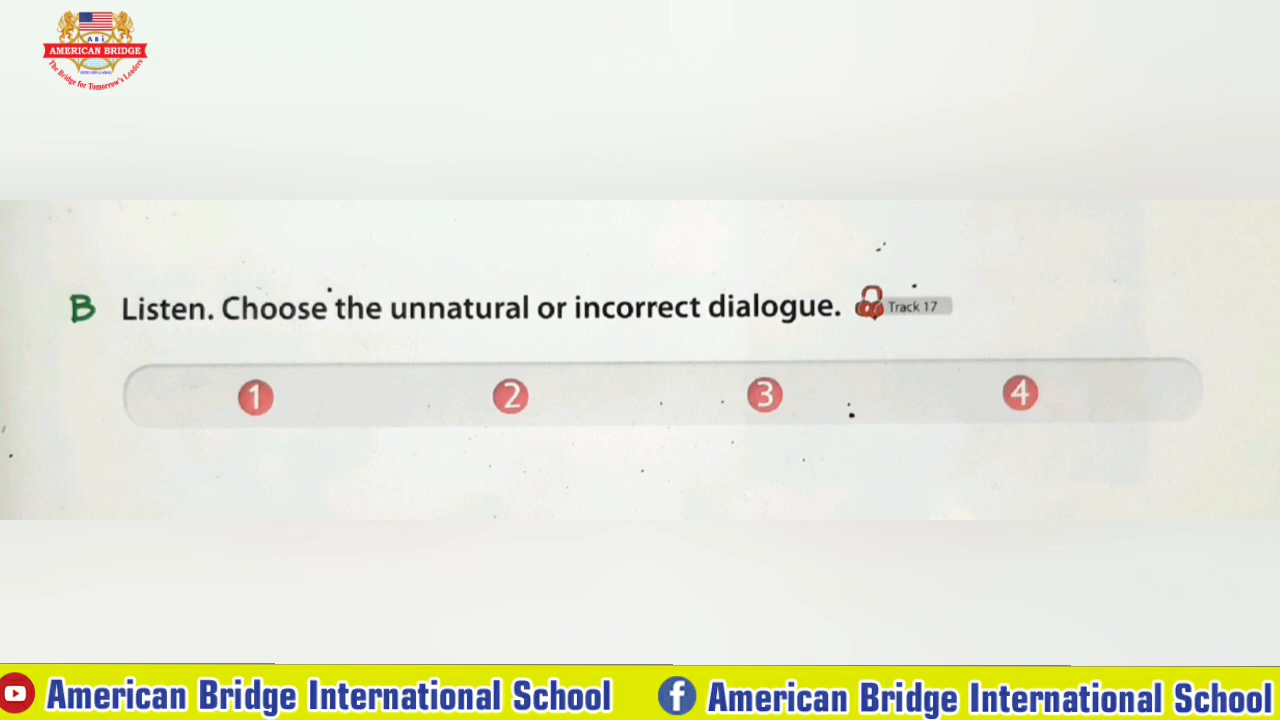 A B i
AMERICAN BRIDGE
The Bridge for Tomorrow's Leaders
B Listen. Choose the unnatural or incorrect dialogue. Track 17
1 2 3 4
American Bridge International School
f American Bridge International School